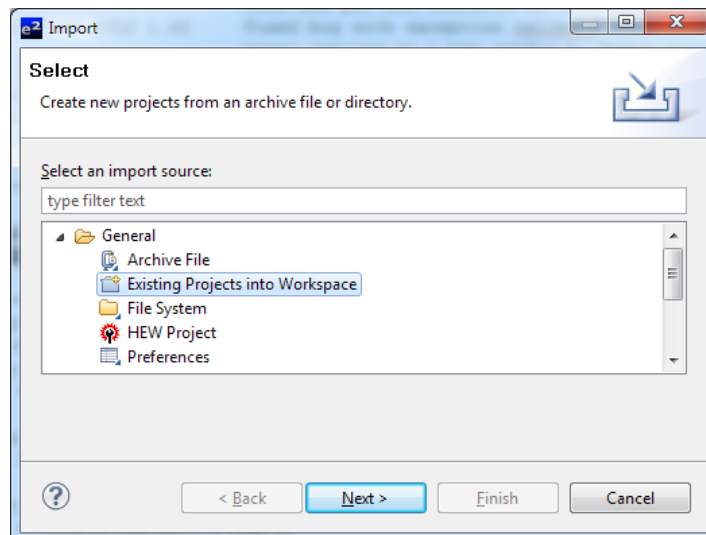 e² Import
Select
Create new projects from an archive file or directory.
Select an import source:
type filter text
General
Archive File
Existing Projects into Workspace
File System
HEW Project
Preferences
?
< Back
Next >
Finish
Cancel